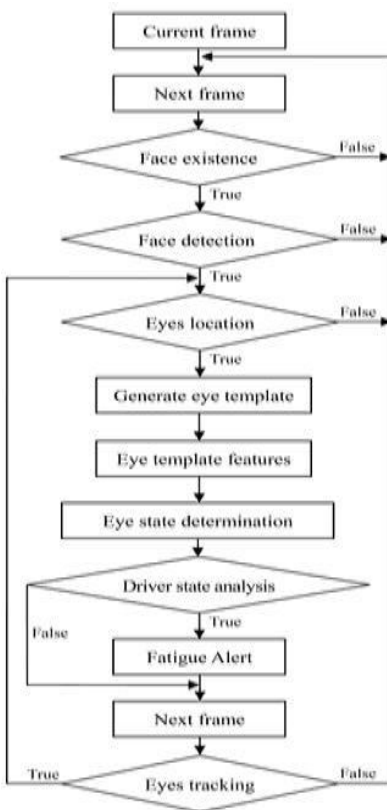 Current frame
Next frame
Face existence
False
True
Face detection
False
True
Eyes location
False
True
Generate eye template
Eye template features
Eye state determination
Driver state analysis
False
True
Fatigue Alert
Next frame
True
Eyes tracking
False